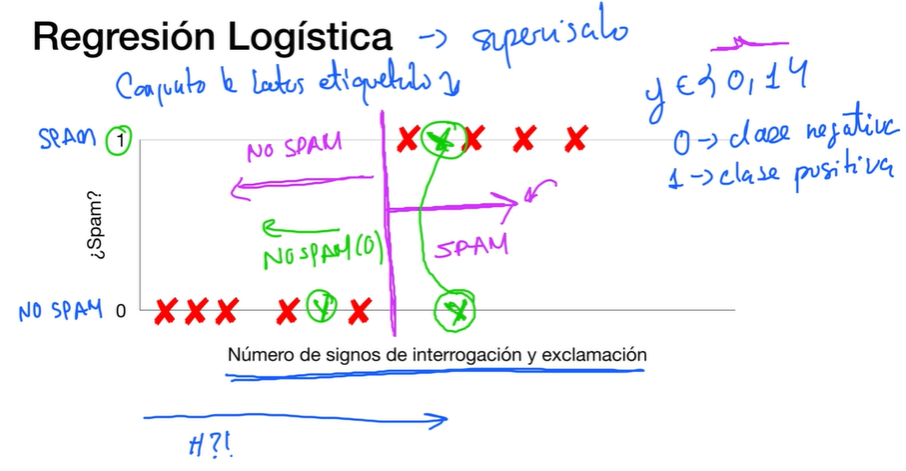 Regresión Logística → supervisado
Conjunto de datos etiquetado
y ∈ {0,1}
0 → clase negativa
1 → clase positiva
SPAM 1
NO SPAM
¿Spam?
NO SPAM (0)
SPAM
NO SPAM 0
Número de signos de interrogación y exclamación
#?!